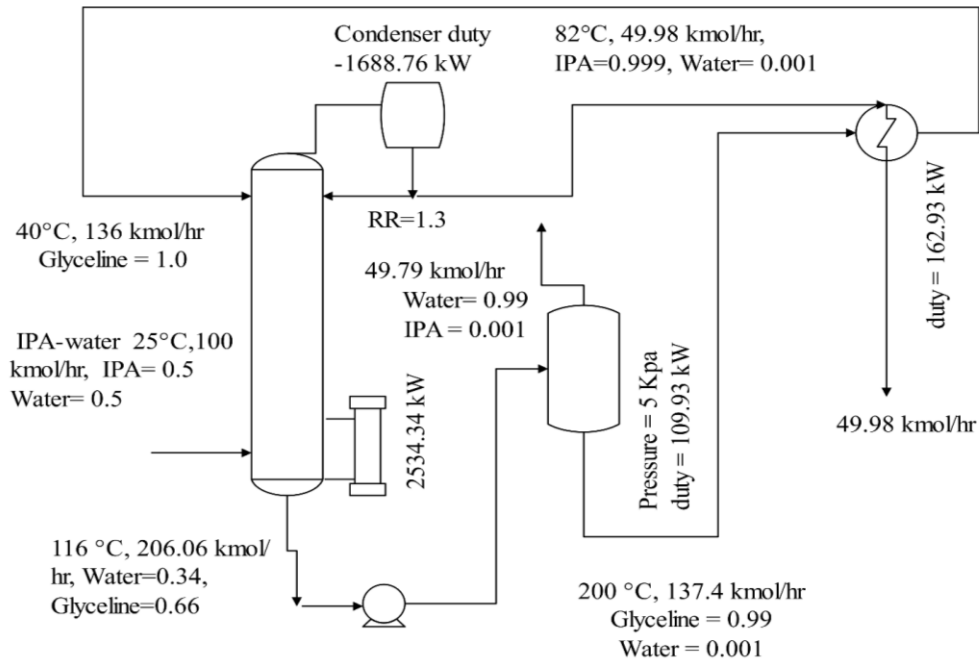 Condenser duty
-1688.76 kW
82°C, 49.98 kmol/hr,
IPA=0.999, Water= 0.001
40°C, 136 kmol/hr
Glyceline = 1.0
RR=1.3
49.79 kmol/hr
Water= 0.99
IPA = 0.001
duty = 162.93 kW
IPA-water 25°C,100
kmol/hr, IPA= 0.5
Water= 0.5
2534.34 kW
Pressure = 5 Kpa
duty = 109.93 kW
49.98 kmol/hr
116 °C, 206.06 kmol/
hr, Water=0.34,
Glyceline=0.66
200 °C, 137.4 kmol/hr
Glyceline = 0.99
Water = 0.001